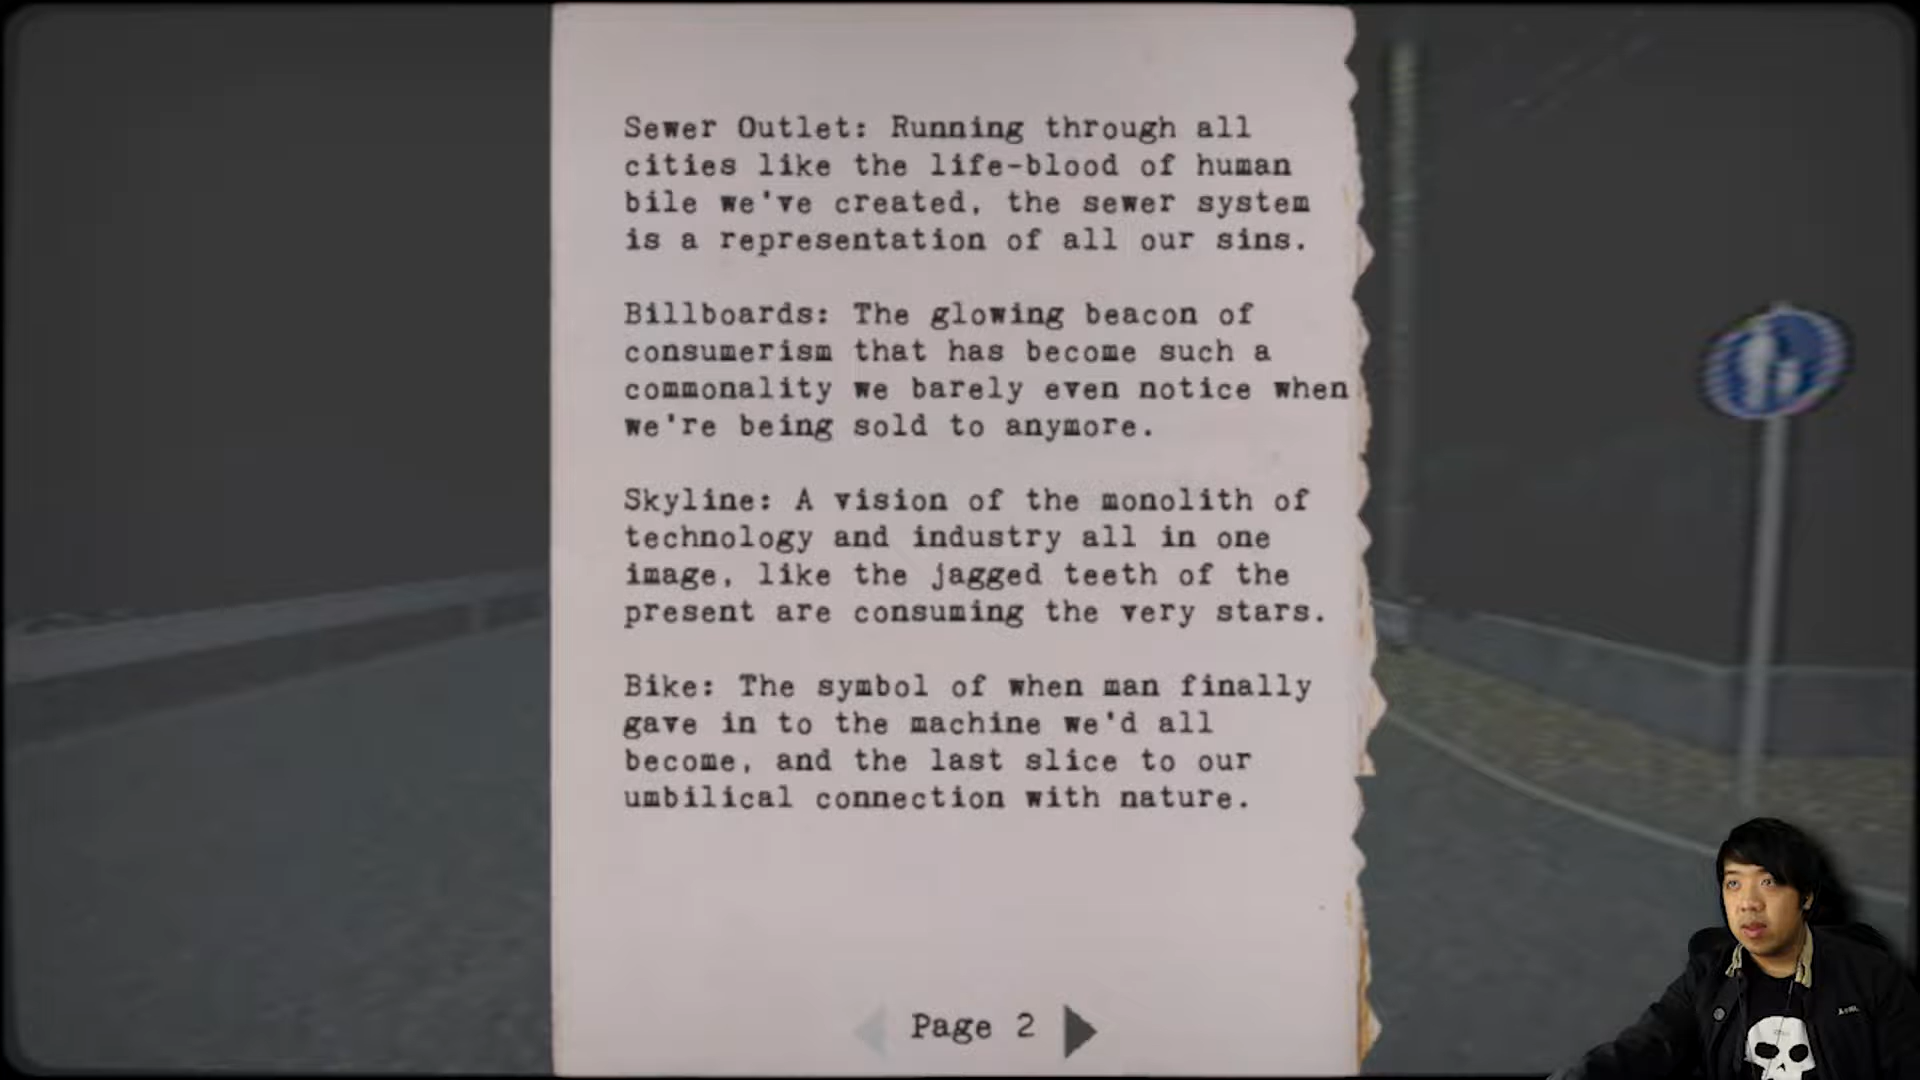 Sewer Outlet: Running through all
cities like the life-blood of human
bile we've created, the sewer system
is a representation of all our sins.
Billboards: The glowing beacon of
consumerism that has become such a
commonality we barely even notice when
we're being sold to anymore.
Skyline: A vision of the monolith of
technology and industry all in one
image, like the jagged teeth of the
present are consuming the very stars.
Bike: The symbol of when man finally
gave in to the machine we'd all
become, and the last slice to our
umbilical connection with nature.
Page 2